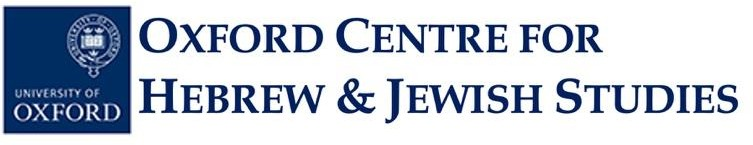 UNIVERSITY OF
OXFORD
OXFORD CENTRE FOR
HEBREW & JEWISH STUDIES